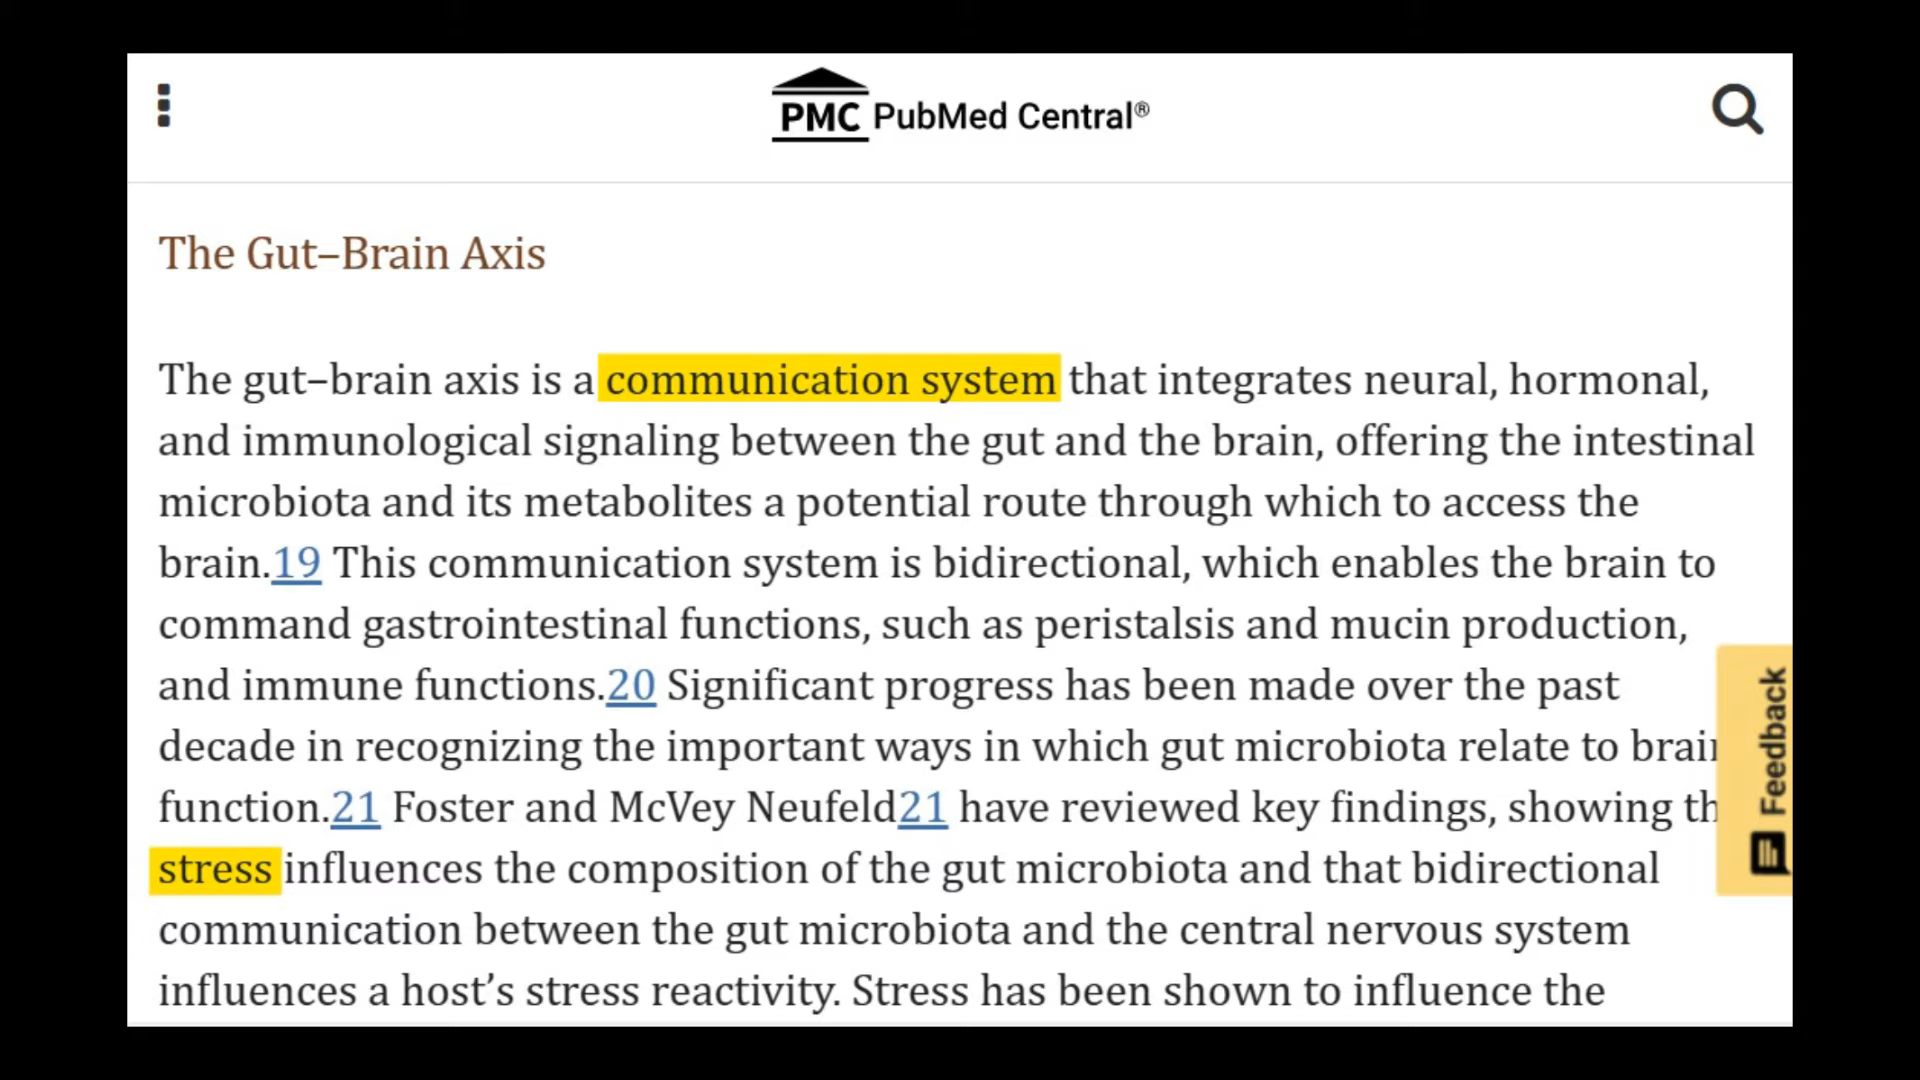 PMC PubMed Central®
The Gut–Brain Axis
The gut–brain axis is a communication system that integrates neural, hormonal,
and immunological signaling between the gut and the brain, offering the intestinal
microbiota and its metabolites a potential route through which to access the
brain.19 This communication system is bidirectional, which enables the brain to
command gastrointestinal functions, such as peristalsis and mucin production,
and immune functions.20 Significant progress has been made over the past
decade in recognizing the important ways in which gut microbiota relate to brain
function.21 Foster and McVey Neufeld21 have reviewed key findings, showing
stress influences the composition of the gut microbiota and that bidirectional
communication between the gut microbiota and the central nervous system
influences a host’s stress reactivity. Stress has been shown to influence the
Feedback